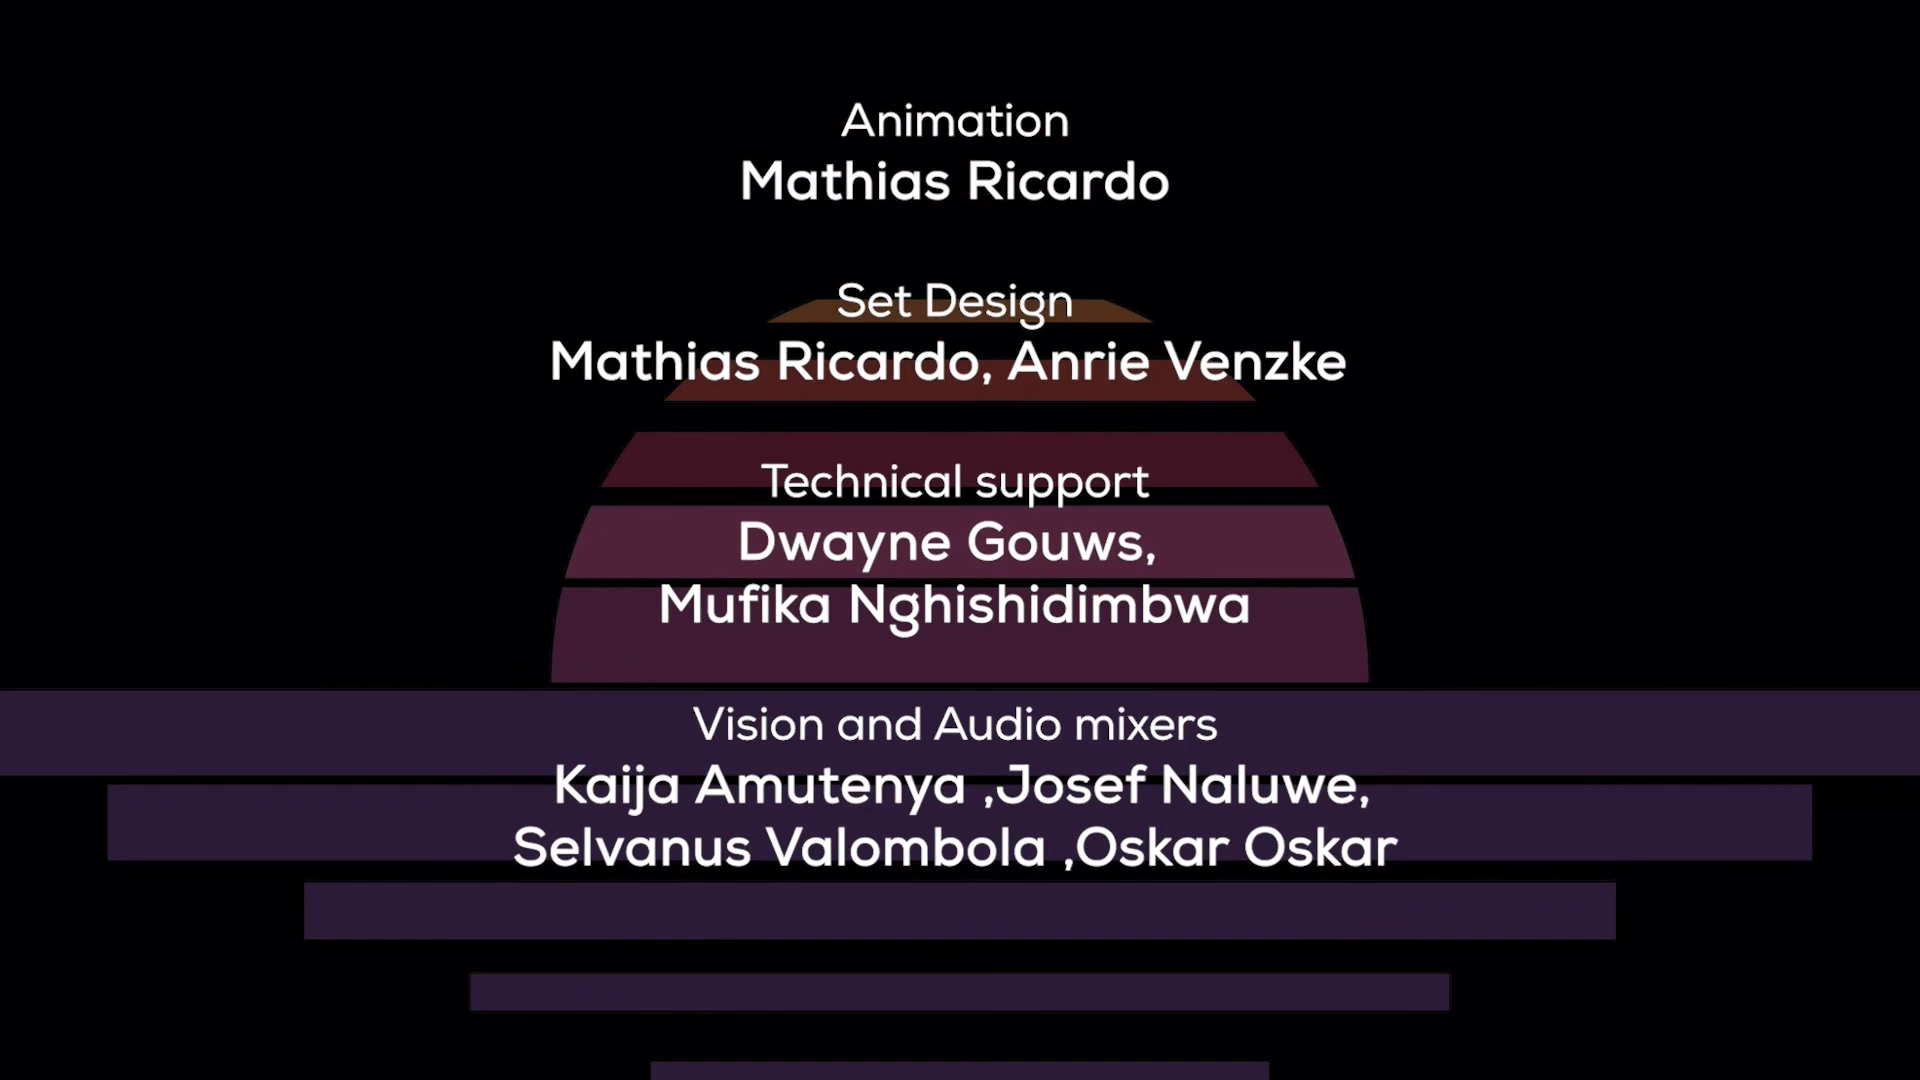 Animation
Mathias Ricardo
Set Design
Mathias Ricardo, Anrie Venzke
Technical support
Dwayne Gouws,
Mufika Nghishidimbwa
Vision and Audio mixers
Kaija Amutenya ,Josef Naluwe,
Selvanus Valombola ,Oskar Oskar